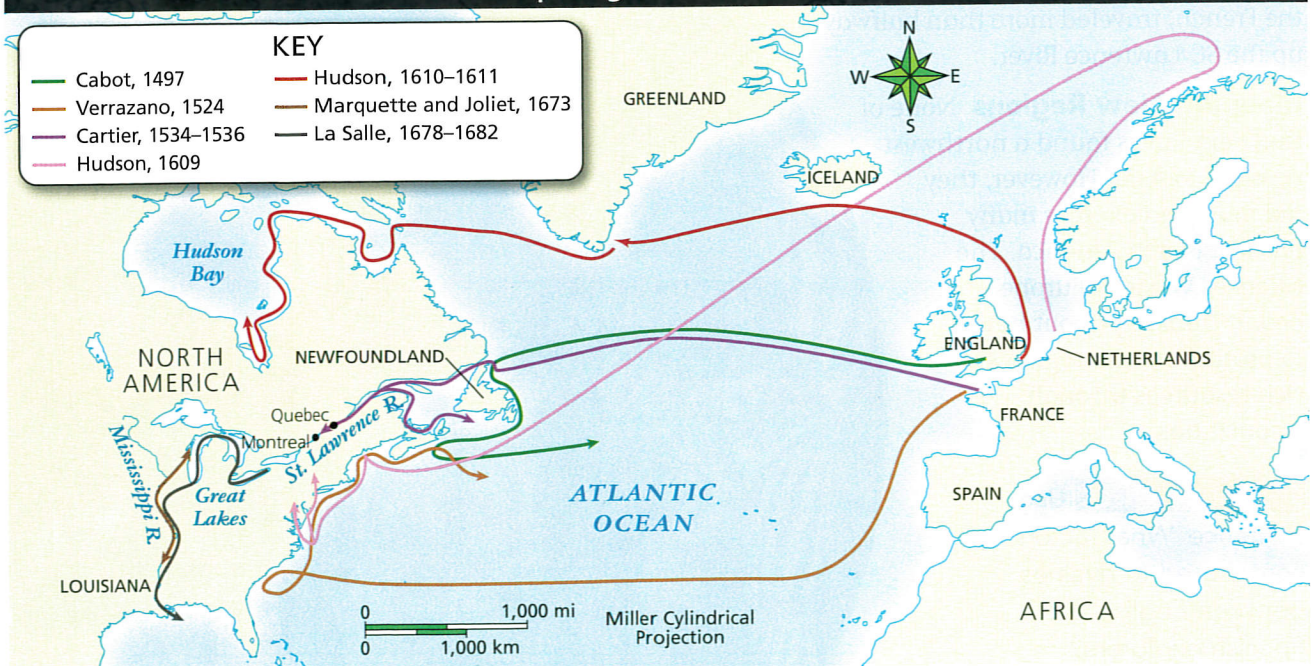 KEY
Cabot, 1497
Verrazano, 1524
Cartier, 1534–1536
Hudson, 1609
Hudson, 1610–1611
Marquette and Joliet, 1673
La Salle, 1678–1682
N
W
E
S
GREENLAND
ICELAND
Hudson
Bay
NORTH
AMERICA
NEWFOUNDLAND
ENGLAND
NETHERLANDS
Quebec
Montreal
St. Lawrence R.
FRANCE
Mississippi R.
Great
Lakes
ATLANTIC
OCEAN
SPAIN
LOUISIANA
AFRICA
0
1,000 mi
0
1,000 km
Miller Cylindrical
Projection